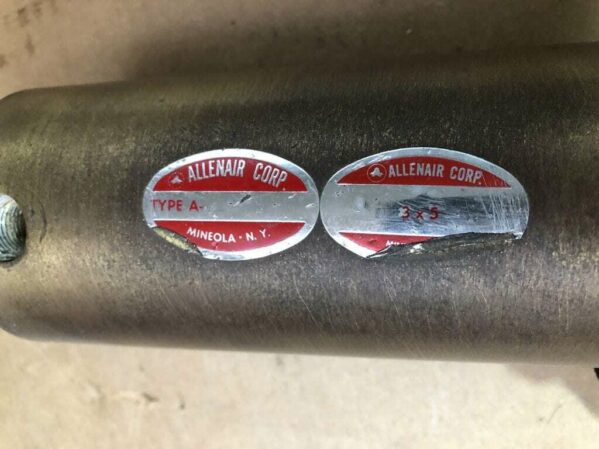 ALLENAIR CORP.
TYPE A-
MINEOLA - N. Y.
ALLENAIR CORP.
3 x 5